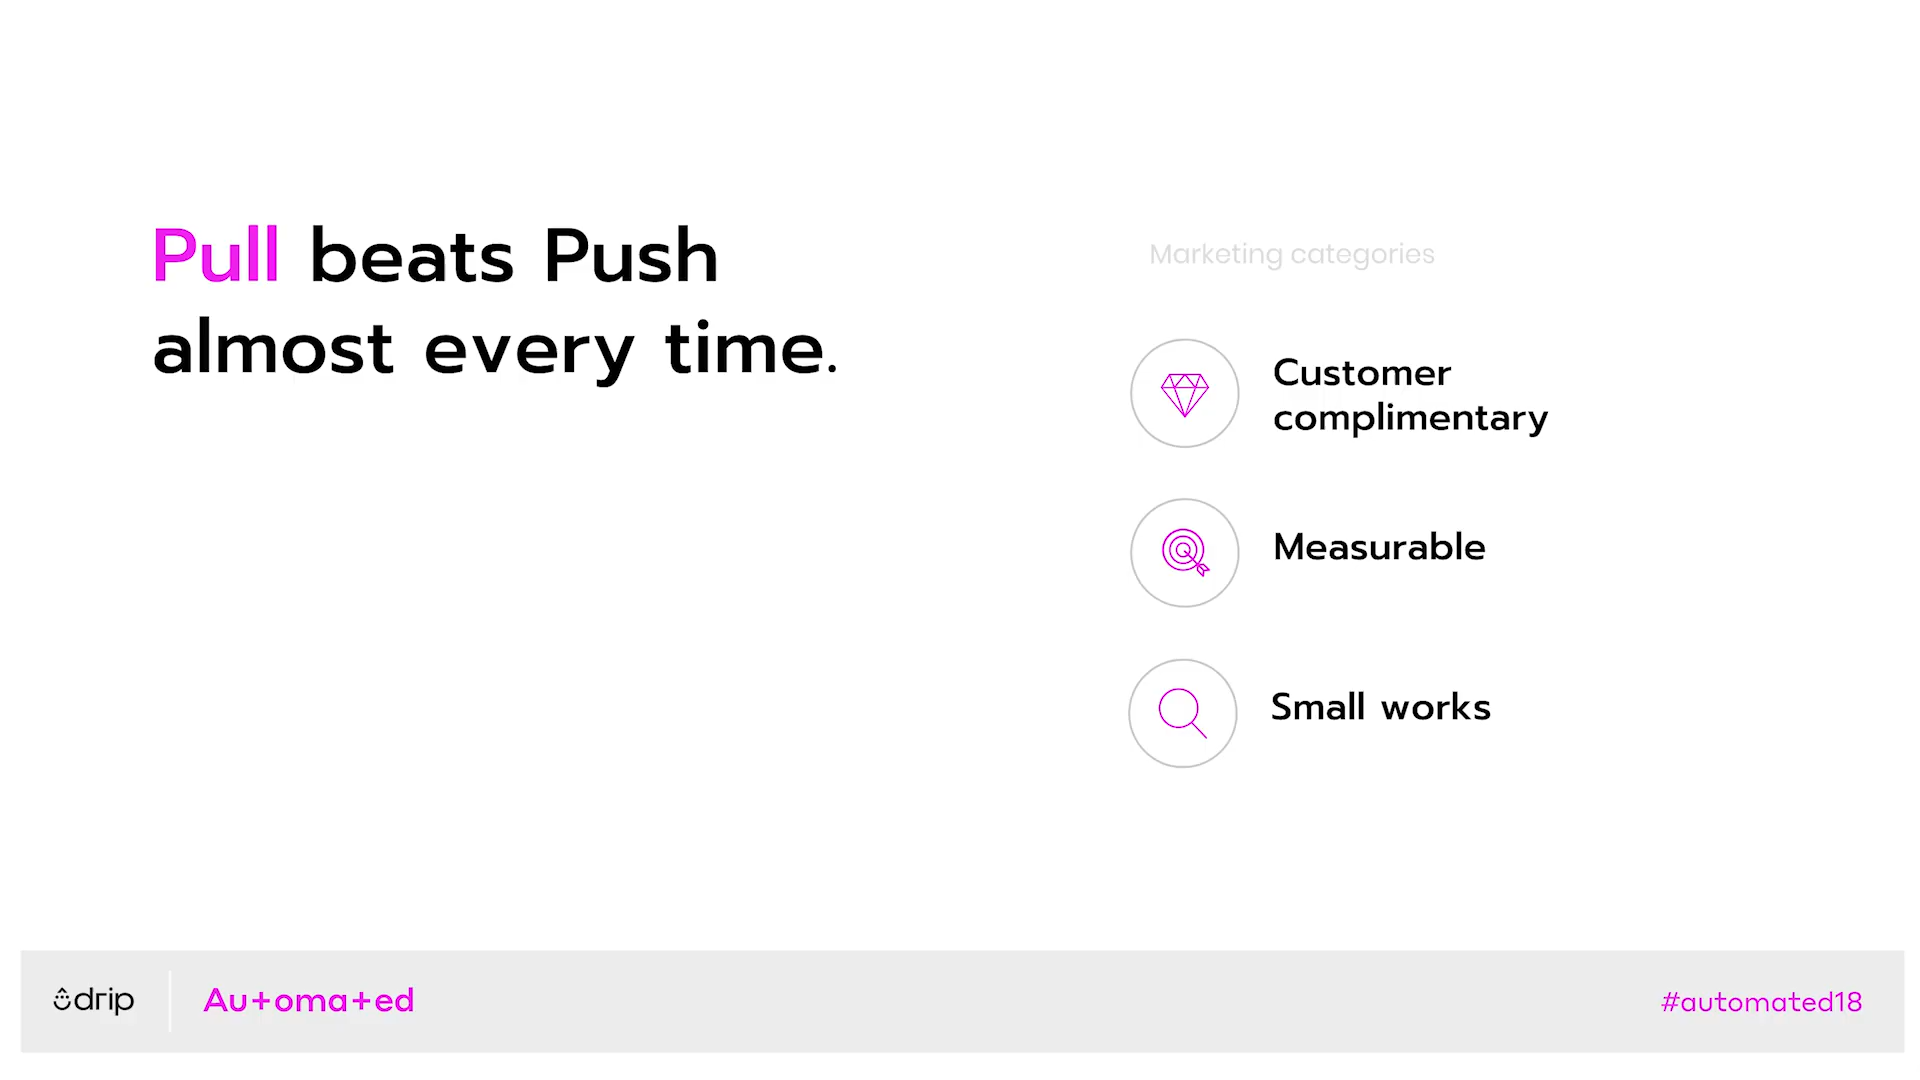 Pull beats Push
almost every time.
Marketing categories
Customer
complimentary
Measurable
Small works
drip
Au+oma+ed
#automated18